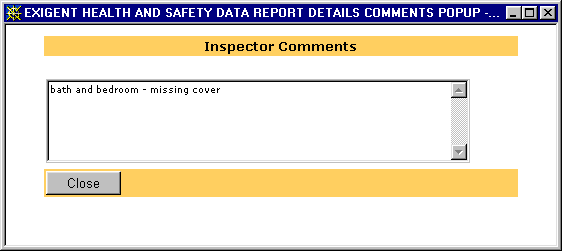 EXIGENT HEALTH AND SAFETY DATA REPORT DETAILS COMMENTS POPUP -...
Inspector Comments
bath and bedroom - missing cover
Close